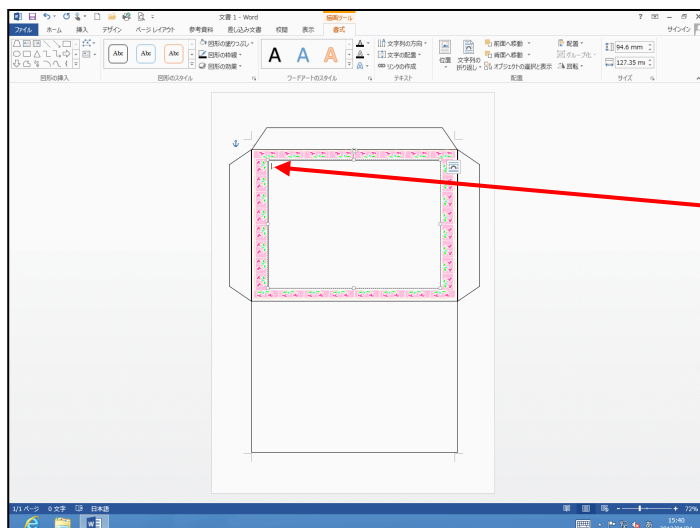 文書 1 - Word
描画ツール
ファイル ホーム 挿入 デザイン ページ レイアウト 参考資料 差し込み文書 校閲 表示 書式 サインイン
Abc Abc Abc
図形の塗りつぶし
図形の枠線
図形の効果
A A A
文字列の方向
文字の配置
リンクの作成
位置 文字列の折り返し
前面へ移動
背面へ移動
オブジェクトの選択と表示
配置
グループ化
回転
94.6 mm
127.35 mi
図形の挿入 図形のスタイル ワードアートのスタイル テキスト 配置 サイズ
1/1 ページ 0 文字 日本語 72%
15:40